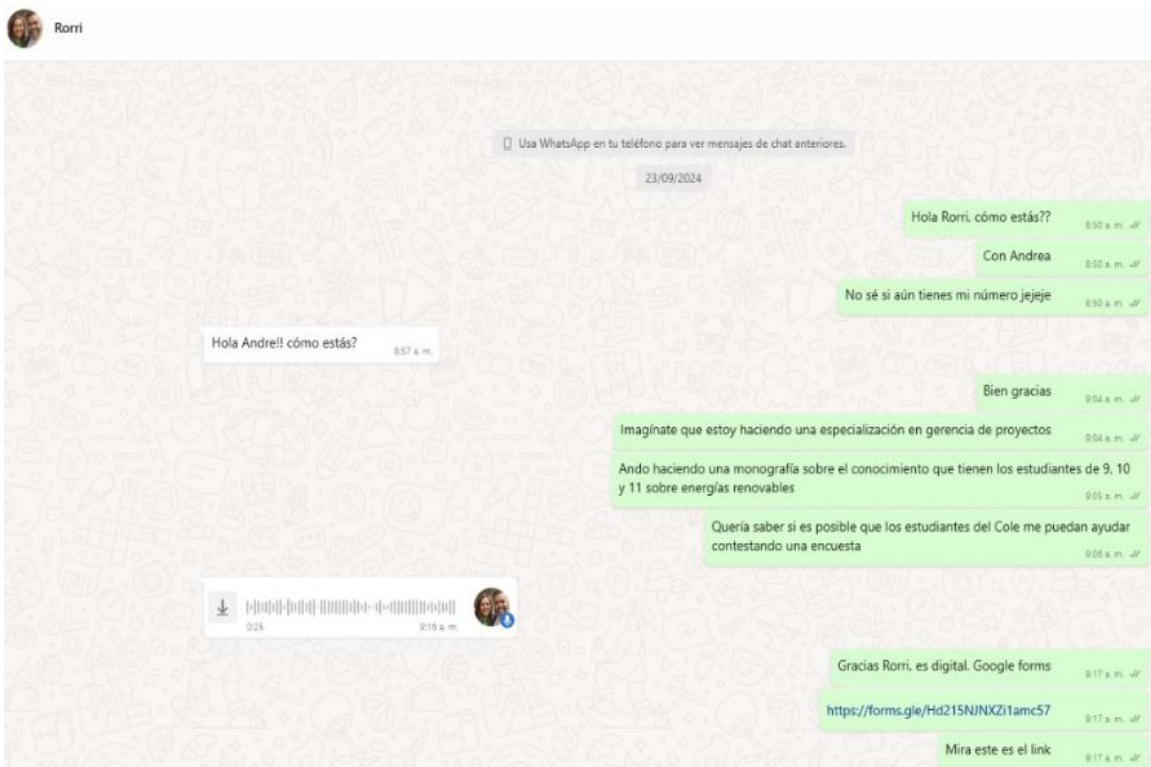 Rorri
Usa WhatsApp en tu teléfono para ver mensajes de chat anteriores.
23/09/2024
Hola Rorri, cómo estás??
8:50 a. m.
Con Andrea
8:50 a. m.
No sé si aún tienes mi número jejeje
8:50 a. m.
Hola Andre!! cómo estás?
8:57 a. m.
Bien gracias
9:04 a. m.
Imagínate que estoy haciendo una especialización en gerencia de proyectos
9:04 a. m.
Ando haciendo una monografía sobre el conocimiento que tienen los estudiantes de 9, 10
y 11 sobre energías renovables
9:05 a. m.
Quería saber si es posible que los estudiantes del Cole me puedan ayudar
contestando una encuesta
9:06 a. m.
9:16 a. m.
Gracias Rorri, es digital. Google forms
9:17 a. m.
https://forms.gle/Hd215NJNXZi1amc57
9:17 a. m.
Mira este es el link
9:17 a. m.